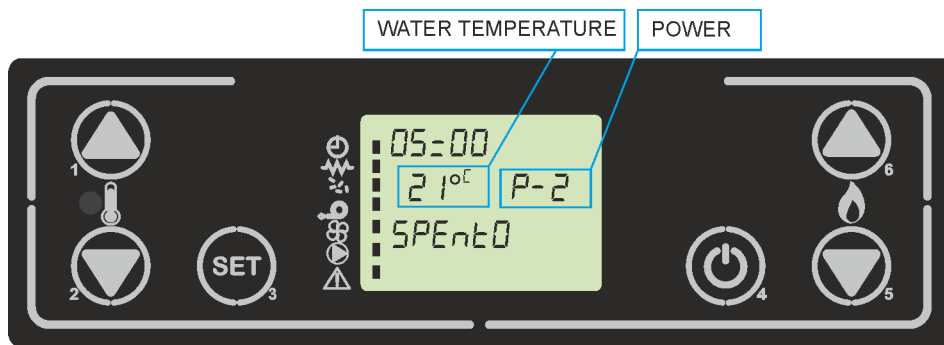 WATER TEMPERATURE
POWER
05:00
21°C
P-2
SPEntO
1
2
SET
3
4
5
6